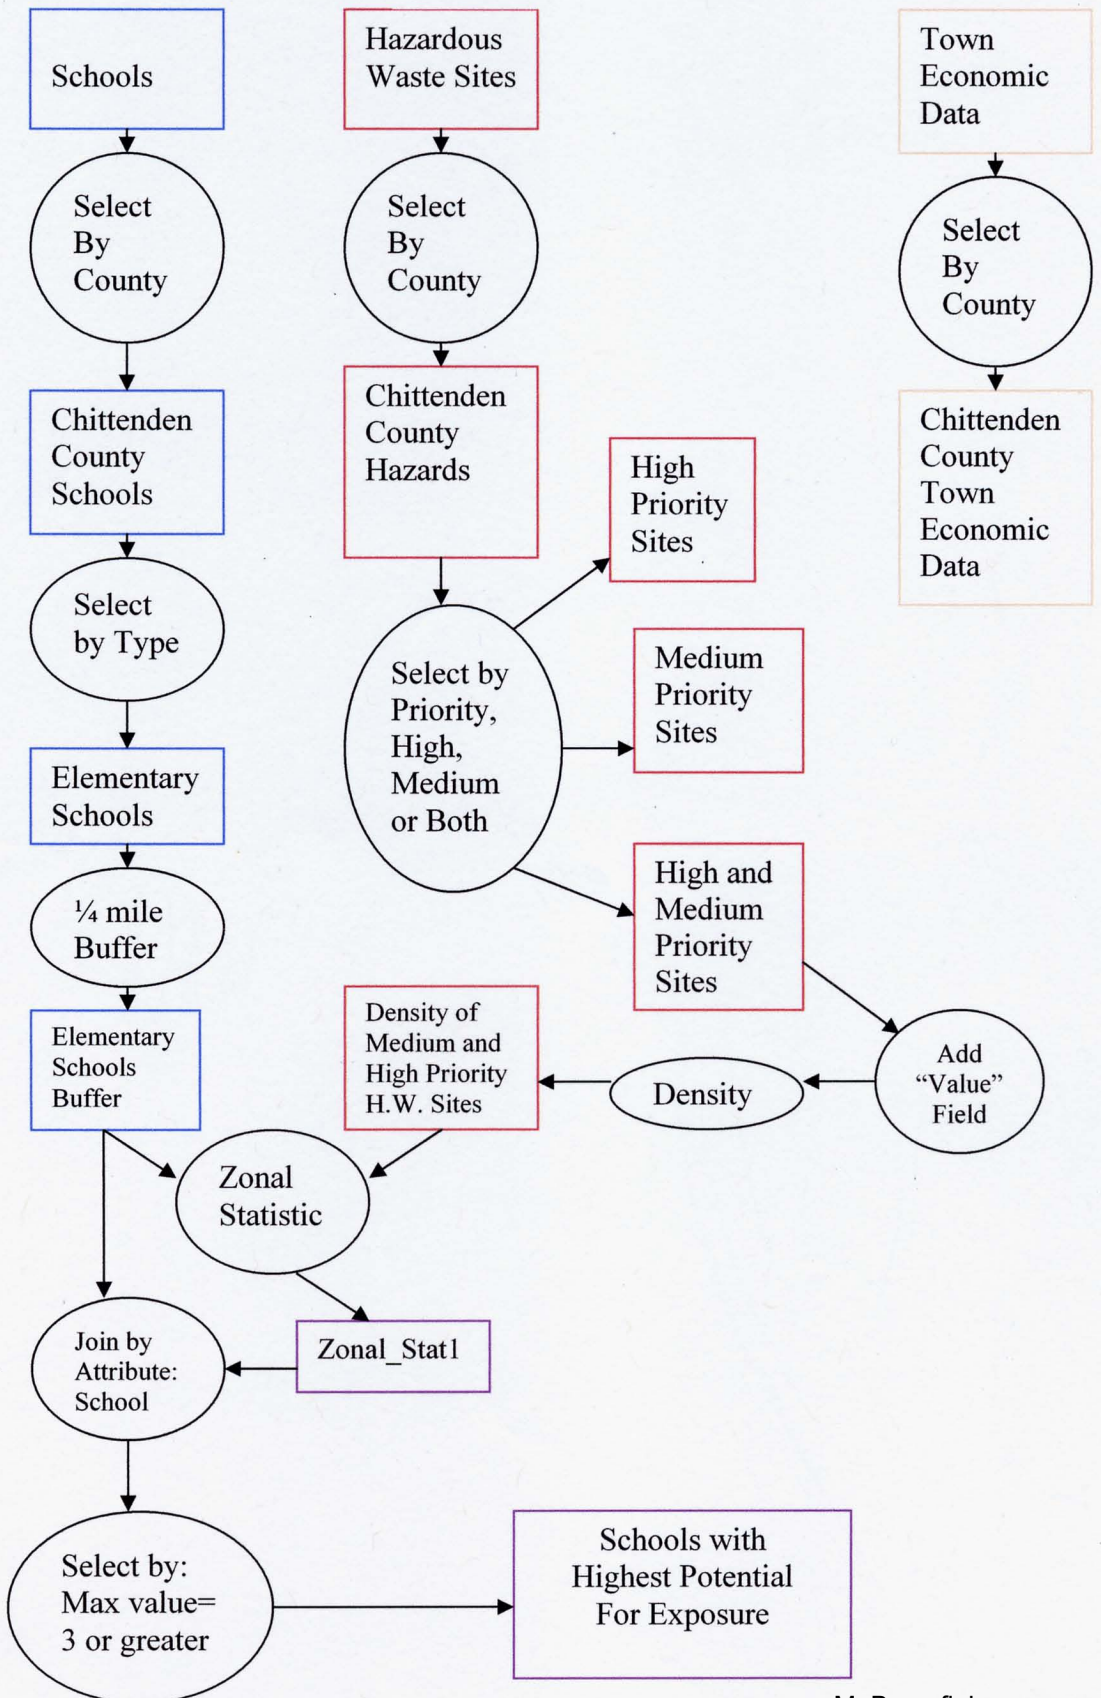 Schools
Hazardous
Waste Sites
Town
Economic
Data
Select
By
County
Select
By
County
Select
By
County
Chittenden
County
Schools
Chittenden
County
Hazards
High
Priority
Sites
Chittenden
County
Town
Economic
Data
Select
by Type
Select by
Priority,
High,
Medium
or Both
Medium
Priority
Sites
Elementary
Schools
High and
Medium
Priority
Sites
¼ mile
Buffer
Elementary
Schools
Buffer
Density of
Medium and
High Priority
H.W. Sites
Density
Add
“Value”
Field
Zonal
Statistic
Join by
Attribute:
School
Zonal_Stat1
Select by:
Max value=
3 or greater
Schools with
Highest Potential
For Exposure